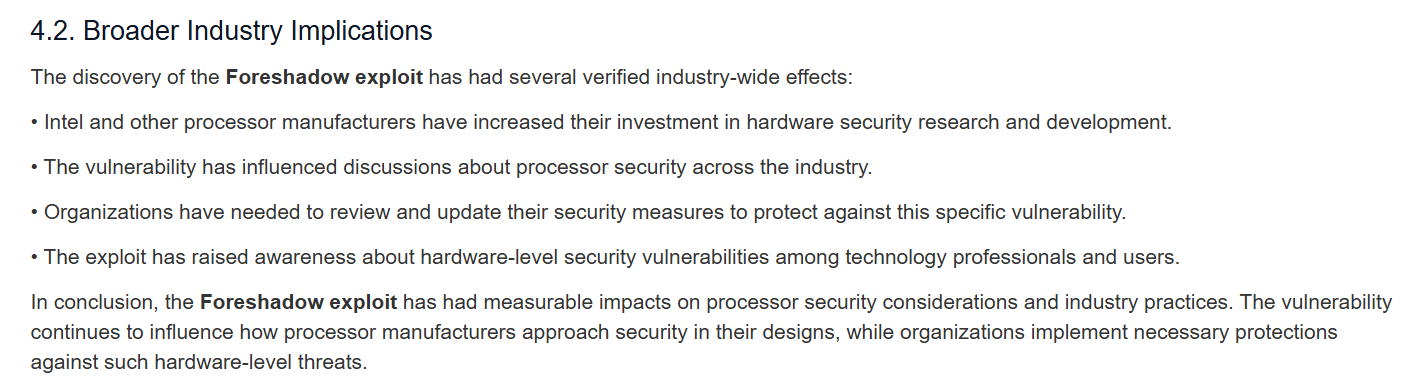 4.2. Broader Industry Implications
The discovery of the Foreshadow exploit has had several verified industry-wide effects:
• Intel and other processor manufacturers have increased their investment in hardware security research and development.
• The vulnerability has influenced discussions about processor security across the industry.
• Organizations have needed to review and update their security measures to protect against this specific vulnerability.
• The exploit has raised awareness about hardware-level security vulnerabilities among technology professionals and users.
In conclusion, the Foreshadow exploit has had measurable impacts on processor security considerations and industry practices. The vulnerability
continues to influence how processor manufacturers approach security in their designs, while organizations implement necessary protections
against such hardware-level threats.